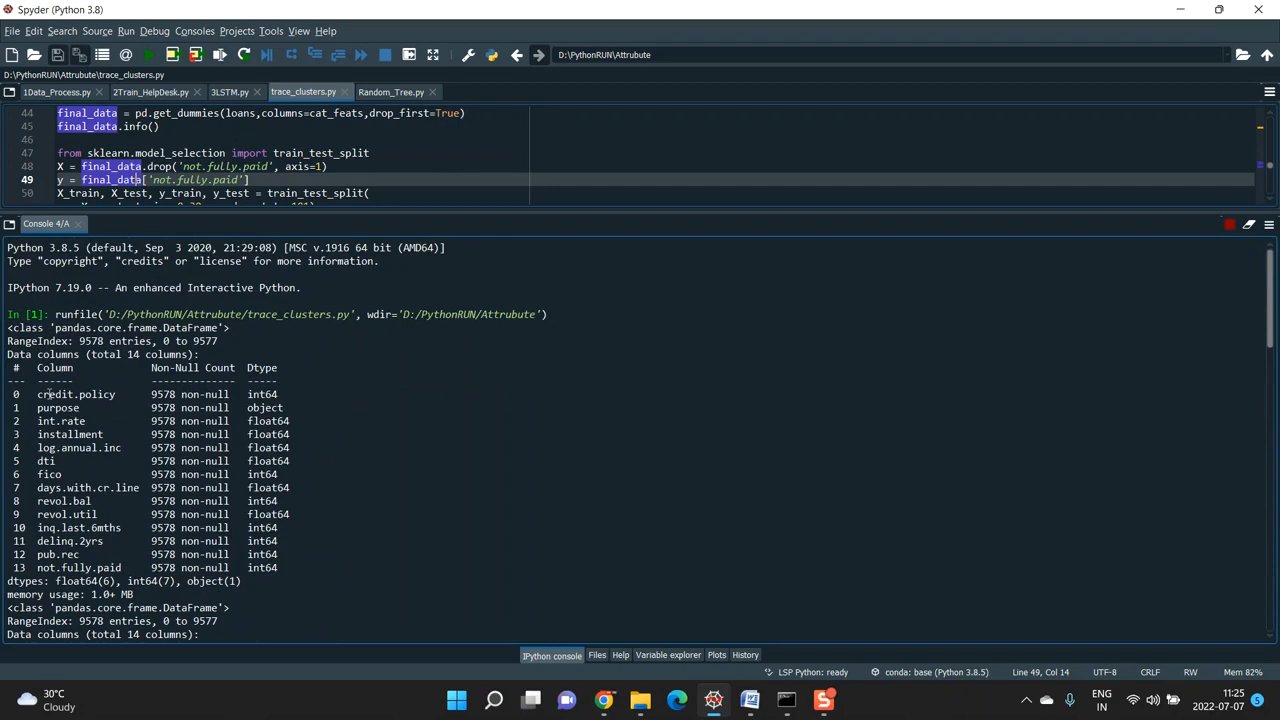 Spyder (Python 3.8)
File Edit Search Source Run Debug Consoles Projects Tools View Help
D:\PythonRUN\Attrubute
D:\PythonRUN\Attrubute\trace_clusters.py
1Data_Process.py 2Train_HelpDesk.py 3LSTM.py trace_clusters.py Random_Tree.py
44 final_data = pd.get_dummies(loans,columns=cat_feats,drop_first=True)
45 final_data.info()
46
47 from sklearn.model_selection import train_test_split
48 X = final_data.drop('not.fully.paid', axis=1)
49 y = final_data['not.fully.paid']
50 X_train, X_test, y_train, y_test = train_test_split(
Console 4/A
Python 3.8.5 (default, Sep  3 2020, 21:29:08) [MSC v.1916 64 bit (AMD64)]
Type "copyright", "credits" or "license" for more information.
IPython 7.19.0 -- An enhanced Interactive Python.
In [1]: runfile('D:/PythonRUN/Attrubute/trace_clusters.py', wdir='D:/PythonRUN/Attrubute')
<class 'pandas.core.frame.DataFrame'>
RangeIndex: 9578 entries, 0 to 9577
Data columns (total 14 columns):
#   Column             Non-Null Count  Dtype
---  ------             --------------  -----
0   credit.policy      9578 non-null   int64
1   purpose            9578 non-null   object
2   int.rate           9578 non-null   float64
3   installment        9578 non-null   float64
4   log.annual.inc     9578 non-null   float64
5   dti                9578 non-null   float64
6   fico               9578 non-null   int64
7   days.with.cr.line  9578 non-null   float64
8   revol.bal          9578 non-null   int64
9   revol.util         9578 non-null   float64
10  inq.last.6mths     9578 non-null   int64
11  delinq.2yrs        9578 non-null   int64
12  pub.rec            9578 non-null   int64
13  not.fully.paid     9578 non-null   int64
dtypes: float64(6), int64(7), object(1)
memory usage: 1.0+ MB
<class 'pandas.core.frame.DataFrame'>
RangeIndex: 9578 entries, 0 to 9577
Data columns (total 14 columns):
IPython console Files Help Variable explorer Plots History
LSP Python: ready conda: base (Python 3.8.5) Line 49, Col 14 UTF-8 CRLF RW Mem 82%
30°C
Cloudy
ENG
IN
11:25
2022-07-07